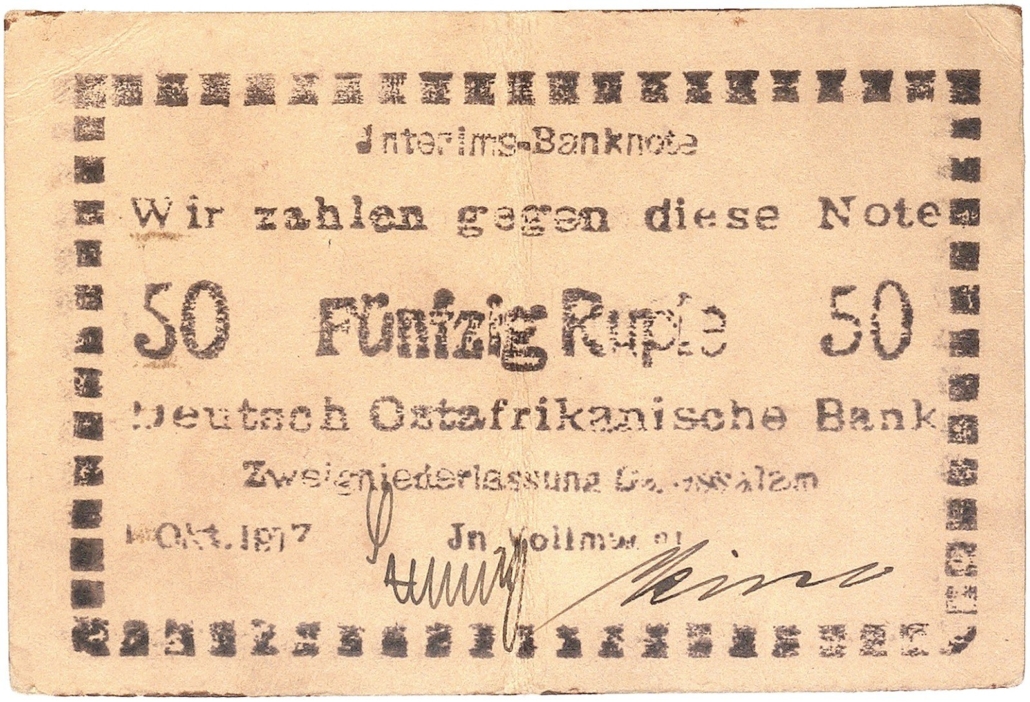 Interims-Banknote
Wir zahlen gegen diese Note
50 Fünfzig Rupie 50
Deutsch Ostafrikanische Bank
Zweigniederlassung Daressalam
Okt. 1917 In Vollmacht